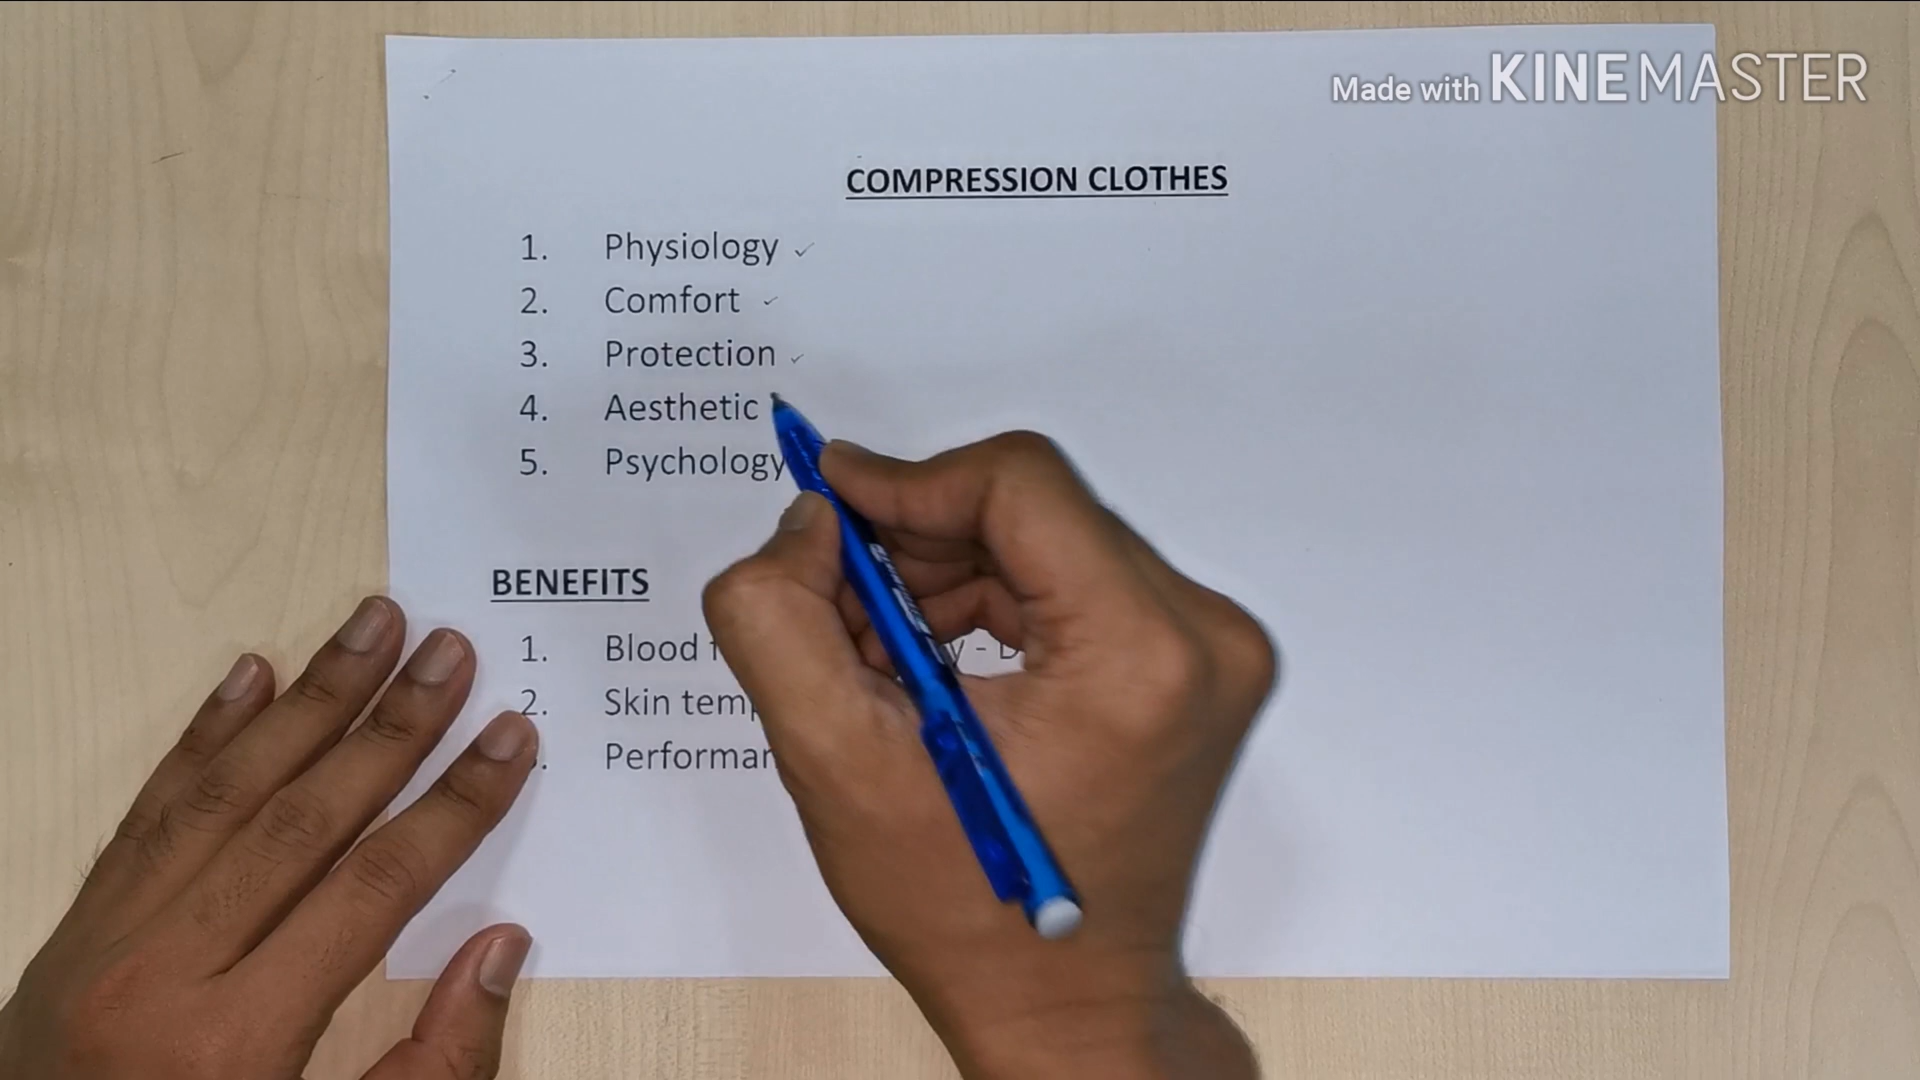 Made with KINEMASTER
COMPRESSION CLOTHES
1. Physiology ✓
2. Comfort ✓
3. Protection ✓
4. Aesthetic
5. Psychology
BENEFITS
1. Blood
2. Skin